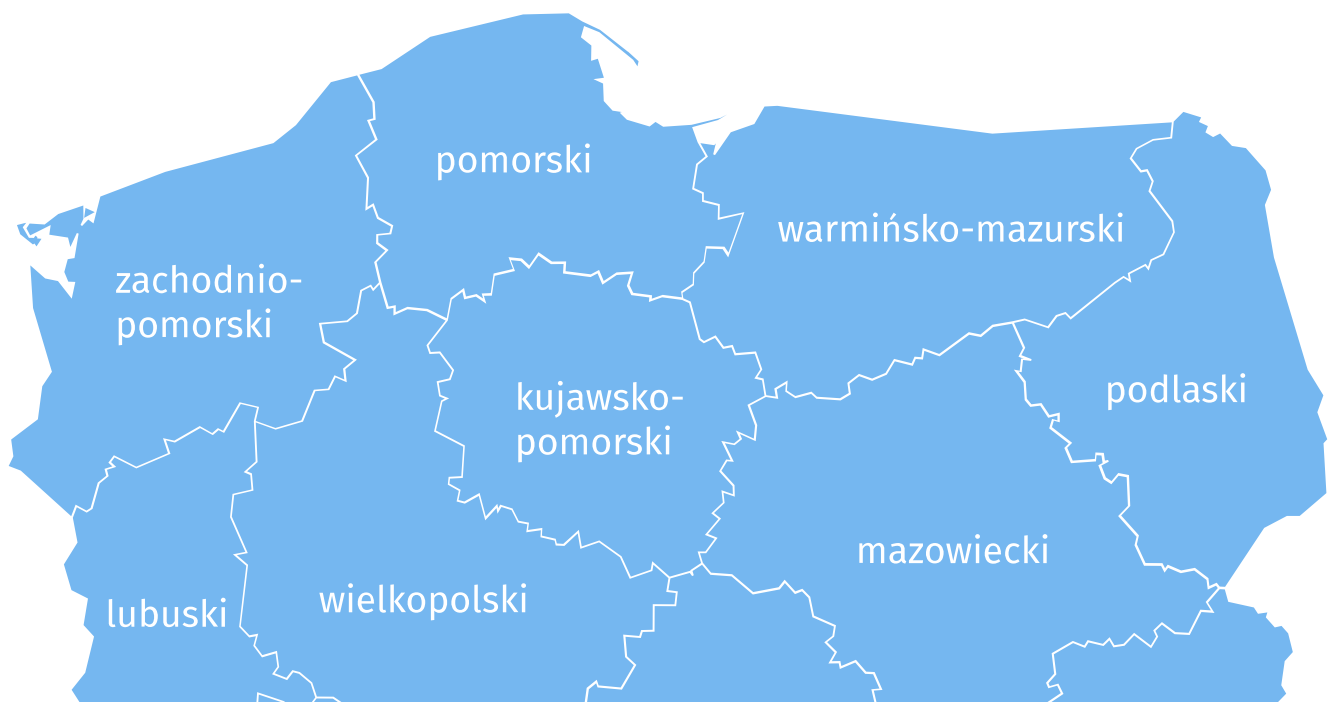 pomorski
warmińsko-mazurski
zachodnio-
pomorski
kujawsko-
pomorski
podlaski
mazowiecki
wielkopolski
lubuski